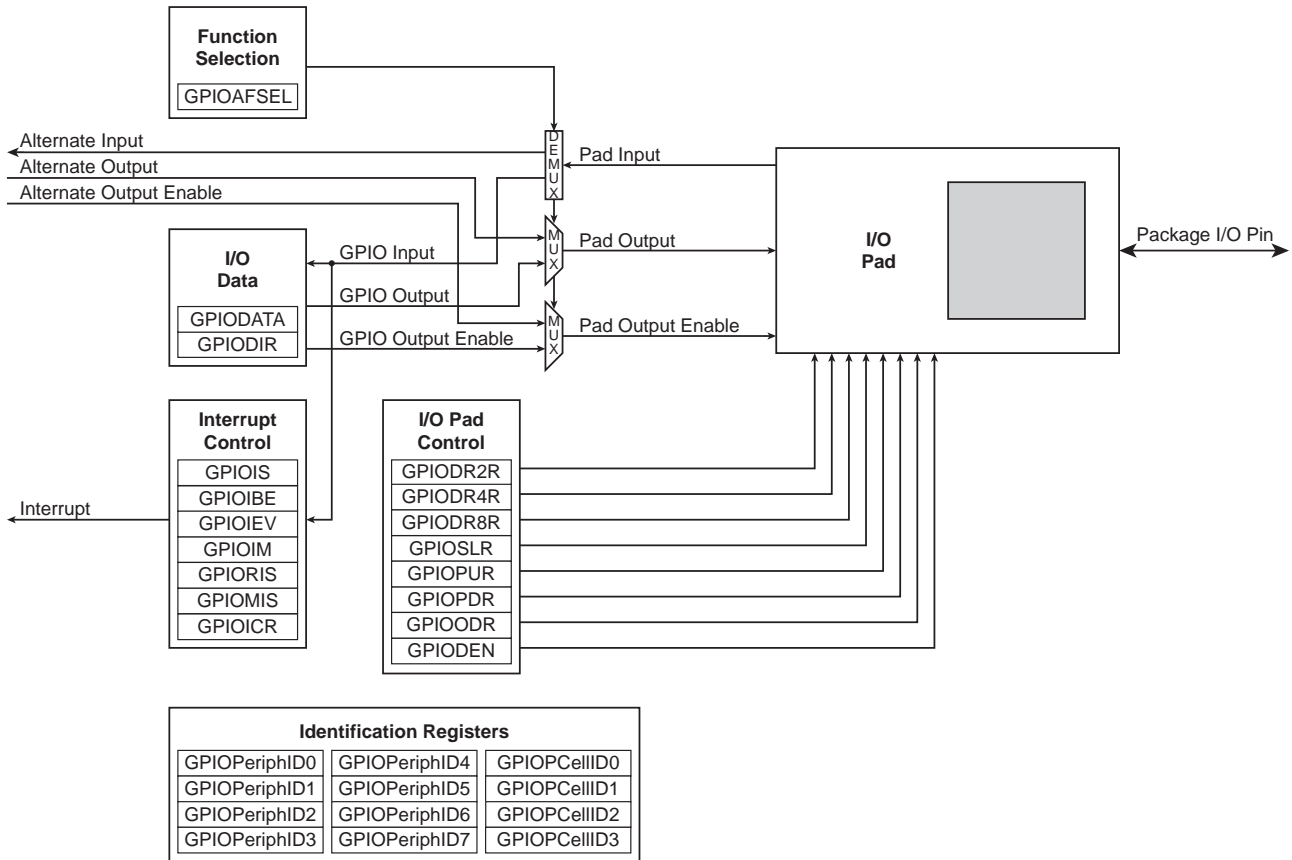 Function
Selection
GPIOAFSEL
Alternate Input
Alternate Output
Alternate Output Enable
DEMUX
Pad Input
MUX
Pad Output
MUX
Pad Output Enable
I/O
Pad
Package I/O Pin
I/O
Data
GPIODATA
GPIODIR
GPIO Input
GPIO Output
GPIO Output Enable
Interrupt
Control
GPIOIS
GPIOIBE
GPIOIEV
GPIOIM
GPIORIS
GPIOMIS
GPIOICR
Interrupt
I/O Pad
Control
GPIODR2R
GPIODR4R
GPIODR8R
GPIOSLR
GPIOPUR
GPIOPDR
GPIOODR
GPIODEN
Identification Registers
GPIOPeriphID0 GPIOPeriphID4 GPIOPCellID0
GPIOPeriphID1 GPIOPeriphID5 GPIOPCellID1
GPIOPeriphID2 GPIOPeriphID6 GPIOPCellID2
GPIOPeriphID3 GPIOPeriphID7 GPIOPCellID3